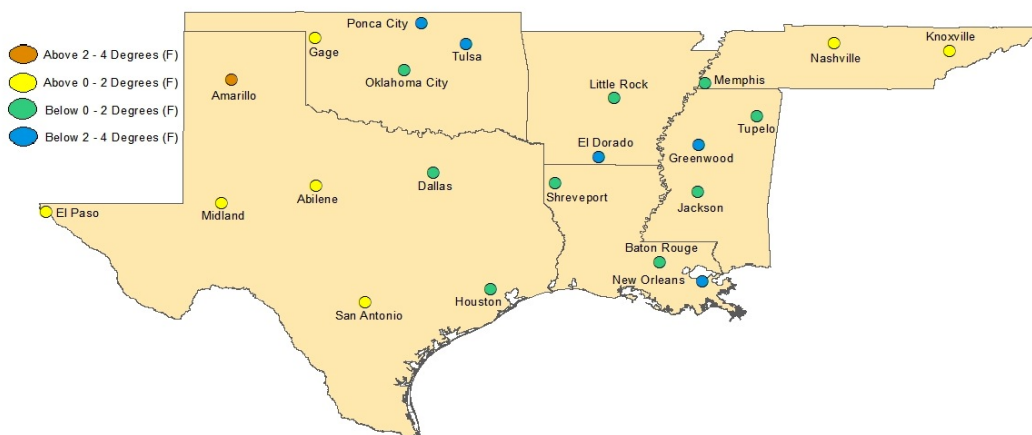 Above 2 - 4 Degrees (F)
Above 0 - 2 Degrees (F)
Below 0 - 2 Degrees (F)
Below 2 - 4 Degrees (F)
Ponca City
Gage
Tulsa
Oklahoma City
Amarillo
Knoxville
Nashville
Memphis
Little Rock
Tupelo
El Dorado
Greenwood
Dallas
Abilene
Shreveport
Jackson
El Paso
Midland
Baton Rouge
New Orleans
Houston
San Antonio